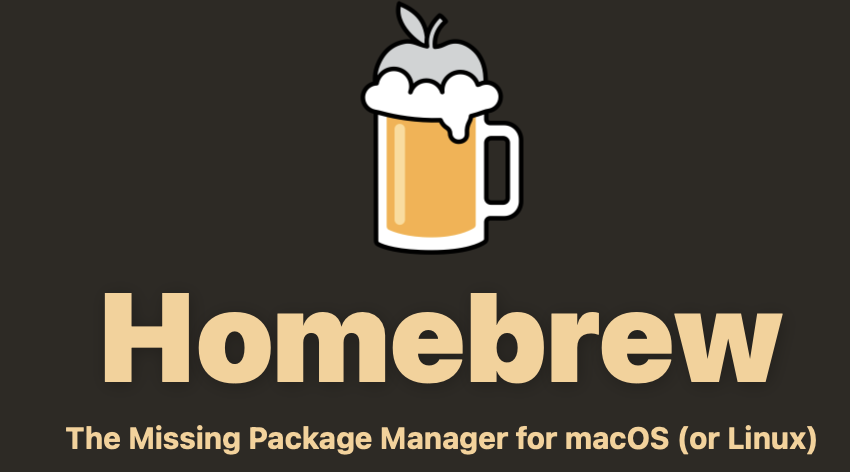 Homebrew
The Missing Package Manager for macOS (or Linux)